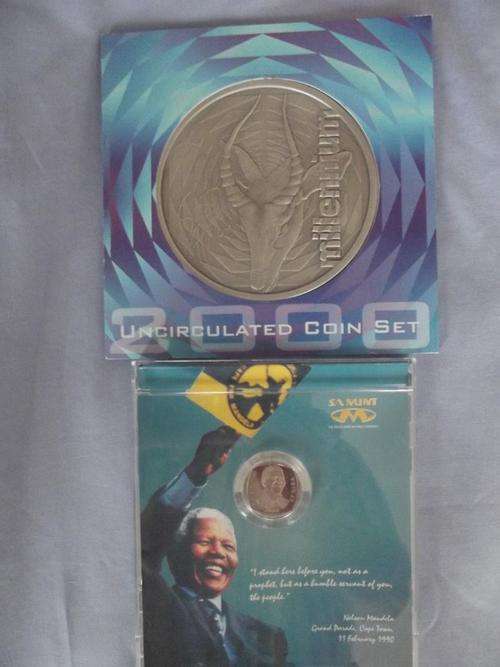 millennium
2000
UNCIRCULATED COIN SET
SA MINT
"I stand here before you, not as a
prophet, but as a humble servant of you,
the people."
Nelson Mandela
Grand Parade, Cape Town,
11 February 1990